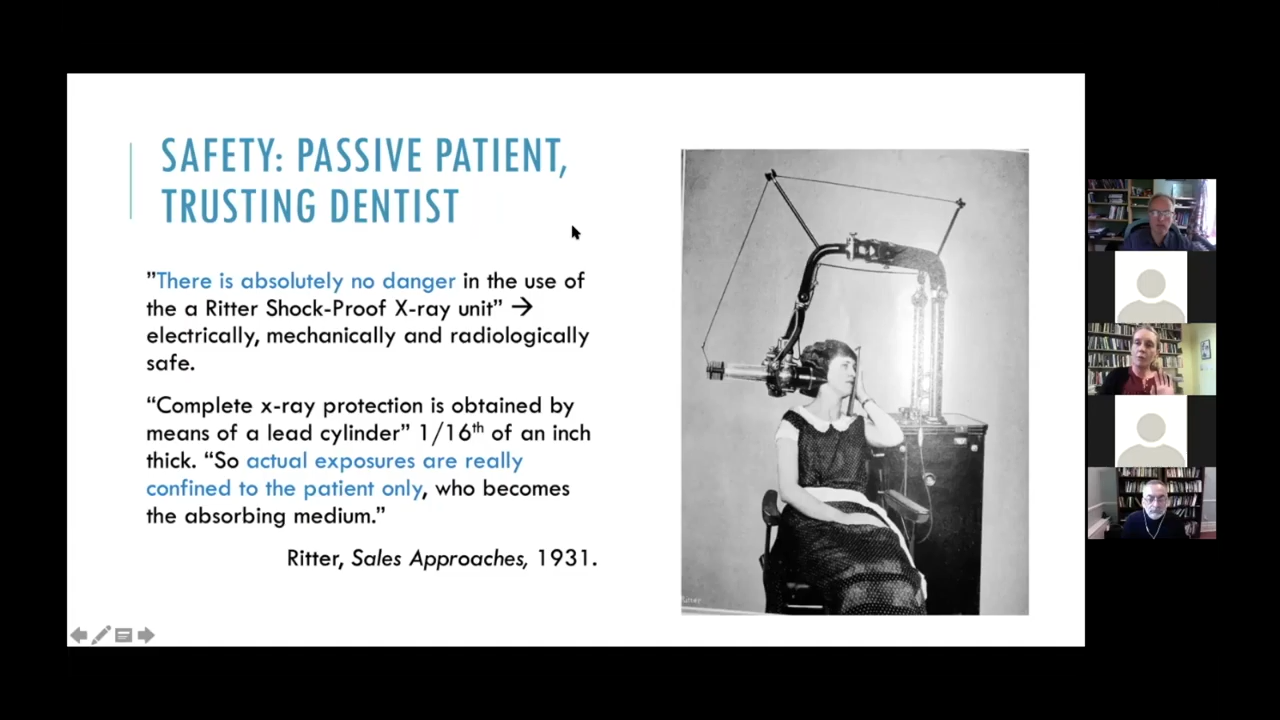 SAFETY: PASSIVE PATIENT,
TRUSTING DENTIST
”There is absolutely no danger in the use of
the a Ritter Shock-Proof X-ray unit” →
electrically, mechanically and radiologically
safe.
“Complete x-ray protection is obtained by
means of a lead cylinder” 1/16th of an inch
thick. “So actual exposures are really
confined to the patient only, who becomes
the absorbing medium.”
Ritter, Sales Approaches, 1931.